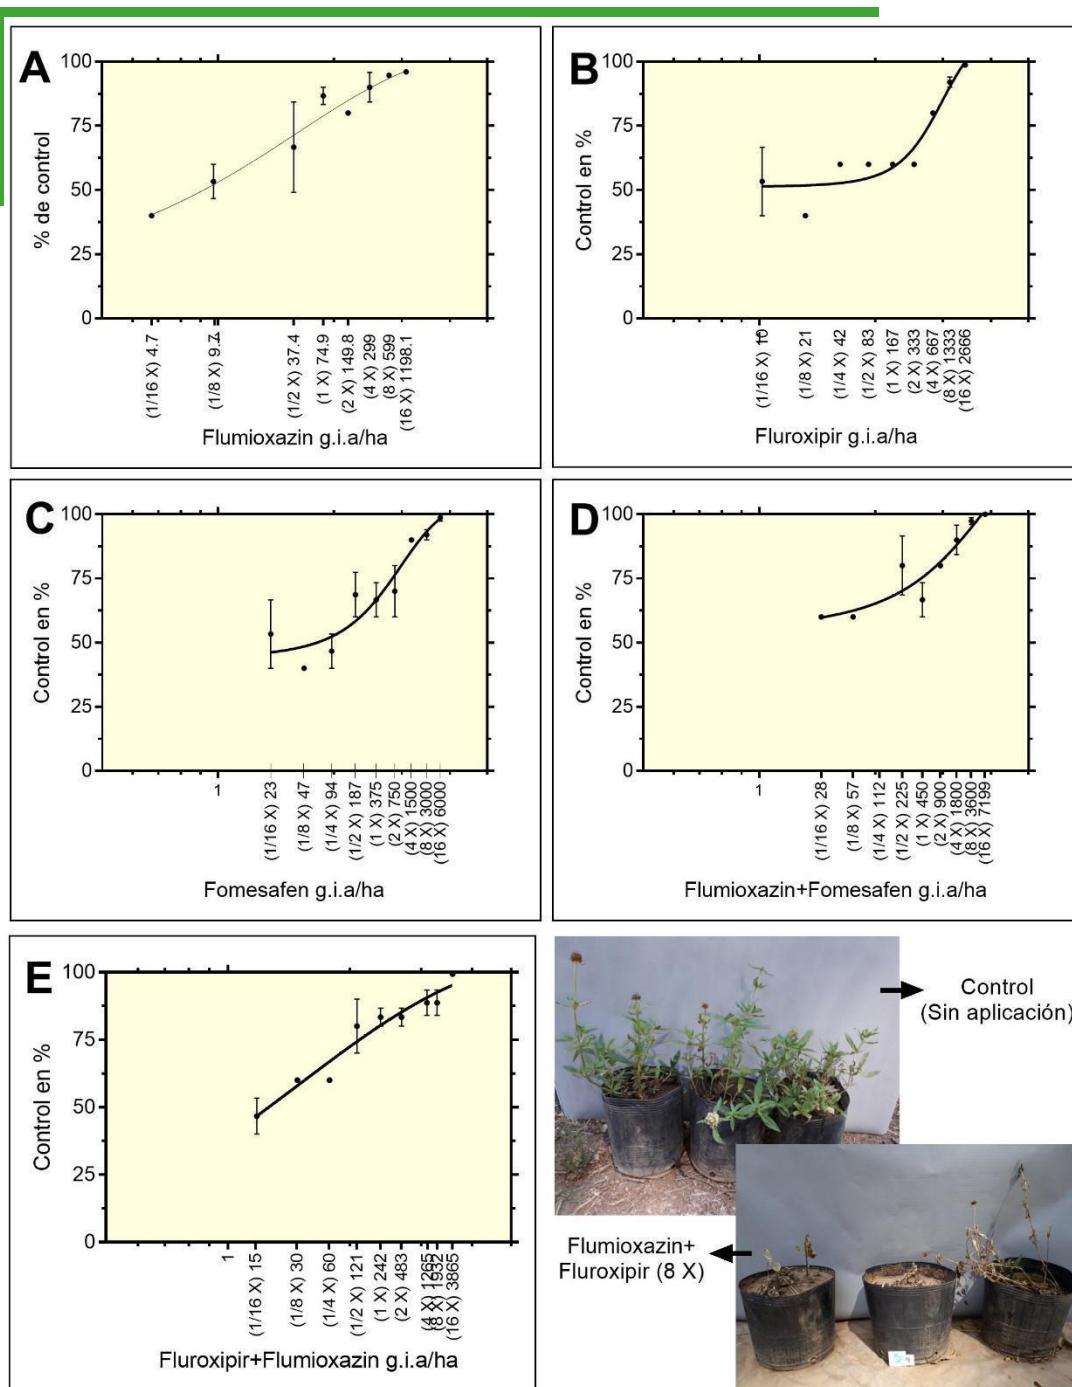 A
% de control
100
75
50
25
0
(1/16 X) 4.7
(1/8 X) 9.7
(1/2 X) 37.4
(1 X) 74.9
(2 X) 149.8
(4 X) 299
(8 X) 599
(16 X) 1198.1
Flumioxazin g.i.a/ha
B
Control en %
100
75
50
25
0
(1/16 X) 10
(1/8 X) 21
(1/4 X) 42
(1/2 X) 83
(1 X) 167
(2 X) 333
(4 X) 667
(8 X) 1333
(16 X) 2666
Fluroxipir g.i.a/ha
C
Control en %
100
75
50
25
0
1
(1/16 X) 23
(1/8 X) 47
(1/4 X) 94
(1/2 X) 187
(1 X) 375
(2 X) 750
(4 X) 1500
(8 X) 3000
(16 X) 6000
Fomesafen g.i.a/ha
D
Control en %
100
75
50
25
0
1
(1/16 X) 28
(1/8 X) 57
(1/4 X) 112
(1/2 X) 225
(1 X) 450
(2 X) 900
(4 X) 1800
(8 X) 3600
(16 X) 7199
Flumioxazin+Fomesafen g.i.a/ha
E
Control en %
100
75
50
25
0
1
(1/16 X) 15
(1/8 X) 30
(1/4 X) 60
(1/2 X) 121
(1 X) 242
(2 X) 483
(4 X) 1265
(8 X) 1932
(16 X) 3865
Fluroxipir+Flumioxazin g.i.a/ha
Control
(Sin aplicación)
Flumioxazin+
Fluroxipir (8 X)